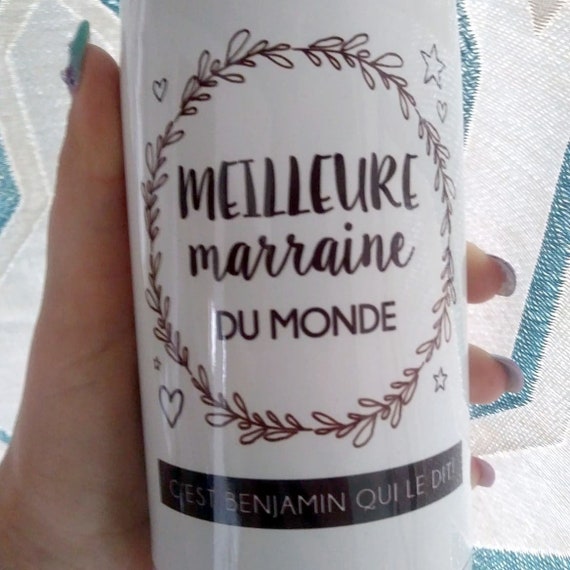 MEILLEURE
marraine
DU MONDE
C'EST BENJAMIN QUI LE DIT!